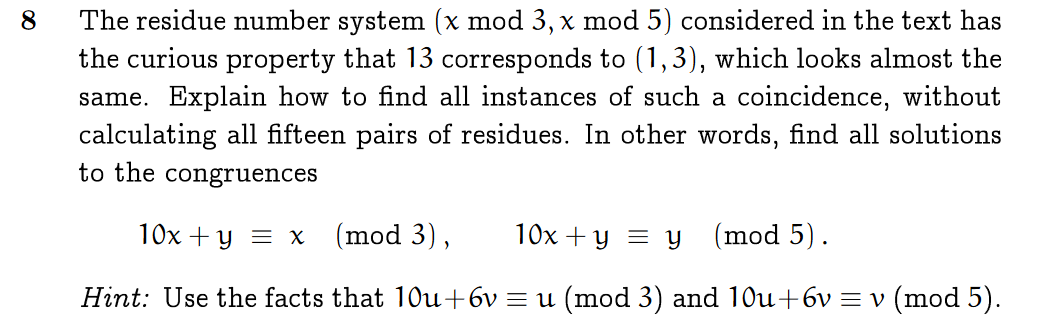 8 The residue number system (x mod 3, x mod 5) considered in the text has
the curious property that 13 corresponds to (1, 3), which looks almost the
same. Explain how to find all instances of such a coincidence, without
calculating all fifteen pairs of residues. In other words, find all solutions
to the congruences
10x + y ≡ x (mod 3), 10x + y ≡ y (mod 5).
Hint: Use the facts that 10u+6v ≡ u (mod 3) and 10u+6v ≡ v (mod 5).